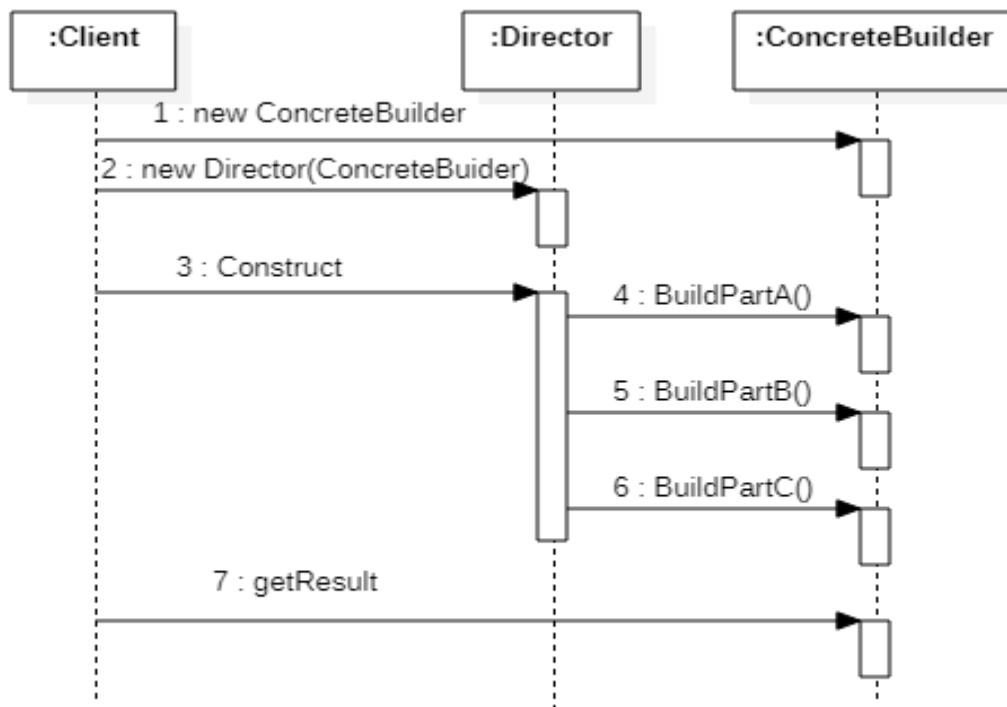 :Client
:Director
:ConcreteBuilder
1 : new ConcreteBuilder
2 : new Director(ConcreteBuider)
3 : Construct
4 : BuildPartA()
5 : BuildPartB()
6 : BuildPartC()
7 : getResult